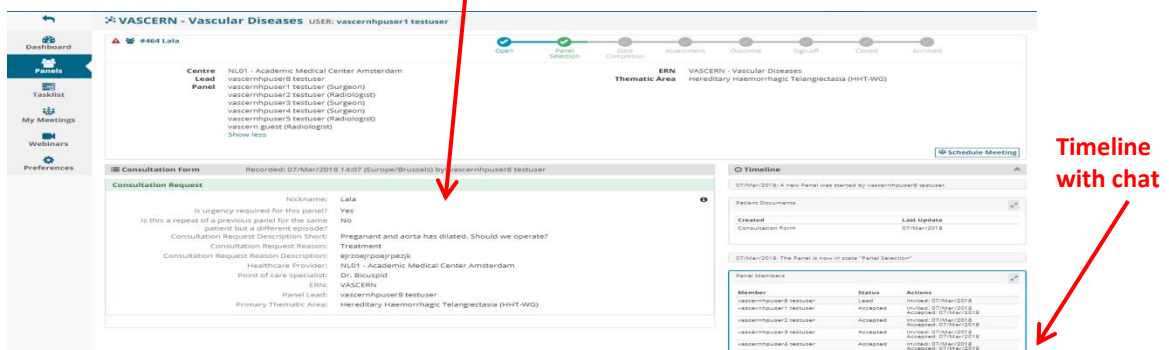 VASCERN - Vascular Diseases USER: vascernhpuser1 testuser
Dashboard
Panels
Tasklist
My Meetings
Webinars
Preferences
#464 Lala
Open
Panel Selection
Data Completion
Assessment
Outcome
Sign-off
Closed
Archived
Centre NL01 - Academic Medical Center Amsterdam
Lead vascernhpuser8 testuser
Panel vascernhpuser1 testuser (Surgeon)
vascernhpuser2 testuser (Radiologist)
vascernhpuser3 testuser (Surgeon)
vascernhpuser4 testuser (Surgeon)
vascernhpuser5 testuser (Radiologist)
vascern guest (Radiologist)
Show less
ERN VASCERN - Vascular Diseases
Thematic Area Hereditary Haemorrhagic Telangiectasia (HHT-WG)
Schedule Meeting
Consultation Form Recorded: 07/Mar/2018 14:07 (Europe/Brussels) by vascernhpuser8 testuser
Consultation Request
Nickname: Lala
Is urgency required for this panel? Yes
Is this a repeat of a previous panel for the same No
patient but a different episode?
Consultation Request Description Short: Preganant and aorta has dilated. Should we operate?
Consultation Request Reason: Treatment
Consultation Request Reason Description: ejrzoejrpoejrpezjk
Healthcare Provider: NL01 - Academic Medical Center Amsterdam
Point of care specialist: Dr. Bicuspid
ERN: VASCERN
Panel Lead: vascernhpuser8 testuser
Primary Thematic Area: Hereditary Haemorrhagic Telangiectasia (HHT-WG)
Timeline
07/Mar/2018: A new Panel was started by vascernhpuser8 testuser.
Patient Documents
Created Last Update
Consultation Form 07/Mar/2018
07/Mar/2018: The Panel is now in state "Panel Selection"
Panel Members
Member Status Actions
vascernhpuser8 testuser Lead Invited: 07/Mar/2018
vascernhpuser1 testuser Accepted Invited: 07/Mar/2018
Accepted: 07/Mar/2018
vascernhpuser2 testuser Accepted Invited: 07/Mar/2018
Accepted: 07/Mar/2018
vascernhpuser3 testuser Accepted Invited: 07/Mar/2018
Accepted: 07/Mar/2018
vascernhpuser4 testuser Accepted Invited: 07/Mar/2018
Accepted: 07/Mar/2018
Timeline
with chat